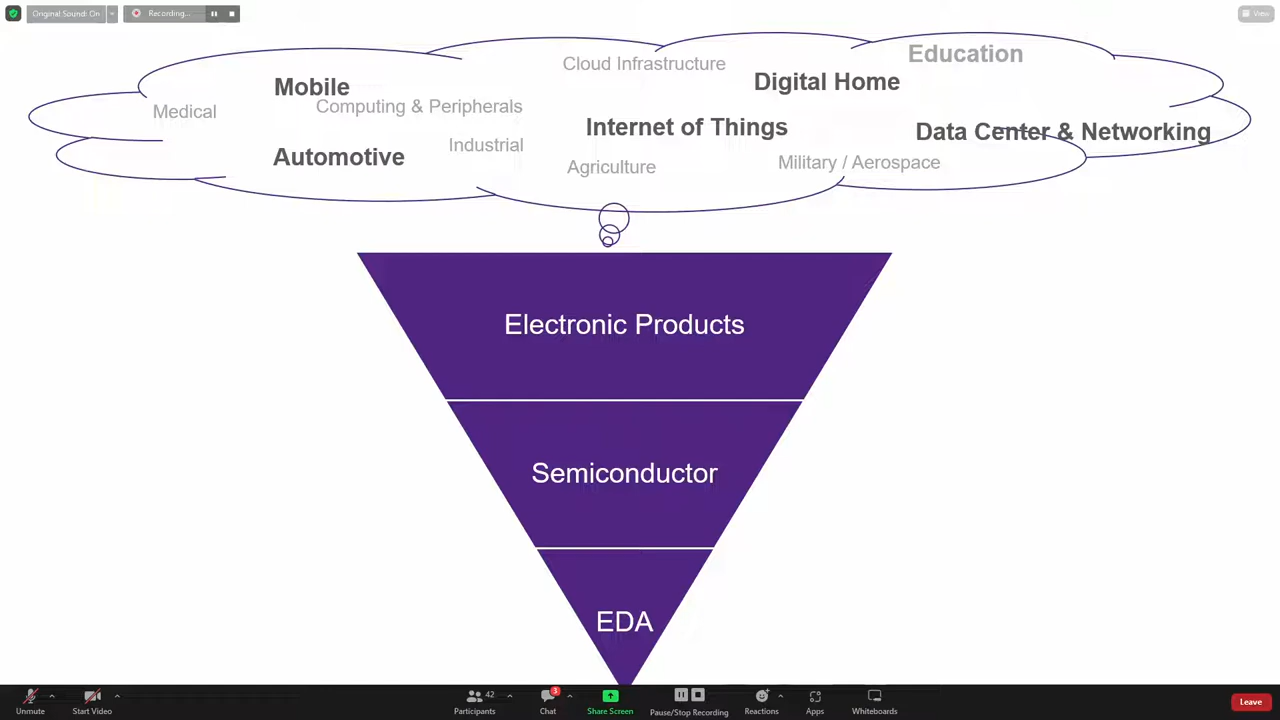 Original Sound: On
Recording...
View
Education
Cloud Infrastructure
Mobile
Digital Home
Medical
Computing & Peripherals
Internet of Things
Data Center & Networking
Industrial
Automotive
Agriculture
Military / Aerospace
Electronic Products
Semiconductor
EDA
Unmute
Start Video
42
Participants
3
Chat
Share Screen
Pause/Stop Recording
Reactions
Apps
Whiteboards
Leave